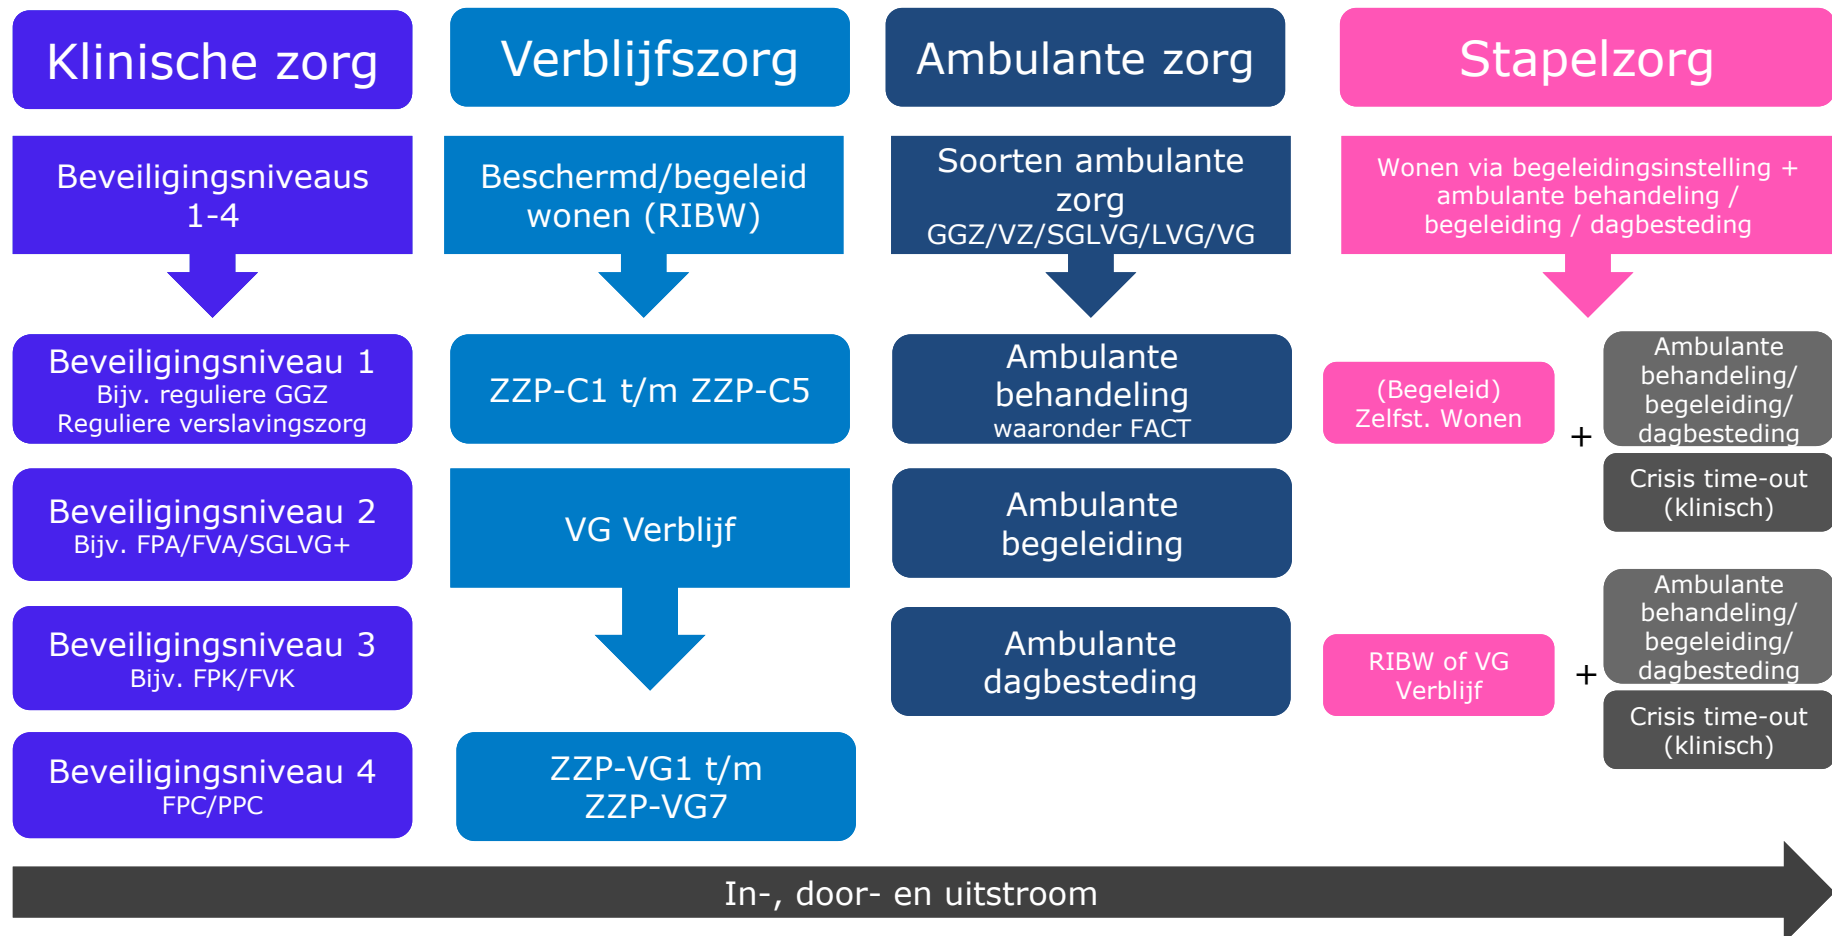 Klinische zorg
Beveiligingsniveaus
1-4
Beveiligingsniveau 1
Bijv. reguliere GGZ
Reguliere verslavingszorg
Beveiligingsniveau 2
Bijv. FPA/FVA/SGLVG+
Beveiligingsniveau 3
Bijv. FPK/FVK
Beveiligingsniveau 4
FPC/PPC
Verblijfszorg
Beschermd/begeleid
wonen (RIBW)
ZZP-C1 t/m ZZP-C5
VG Verblijf
ZZP-VG1 t/m
ZZP-VG7
Ambulante zorg
Soorten ambulante
zorg
GGZ/VZ/SGLVG/LVG/VG
Ambulante
behandeling
waaronder FACT
Ambulante
begeleiding
Ambulante
dagbesteding
Stapelzorg
Wonen via begeleidingsinstelling +
ambulante behandeling /
begeleiding / dagbesteding
(Begeleid)
Zelfst. Wonen
+
Ambulante
behandeling/
begeleiding/
dagbesteding
Crisis time-out
(klinisch)
RIBW of VG
Verblijf
+
Ambulante
behandeling/
begeleiding/
dagbesteding
Crisis time-out
(klinisch)
In-, door- en uitstroom